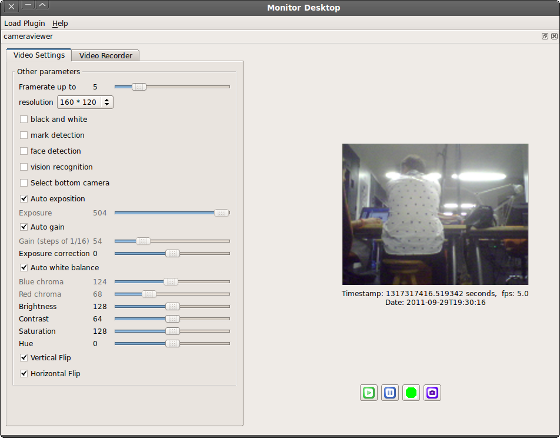 Monitor Desktop
Load Plugin Help
cameraviewer
Video Settings Video Recorder
Other parameters
Framerate up to 5
resolution 160 * 120
black and white
mark detection
face detection
vision recognition
Select bottom camera
Auto exposition
Exposure 504
Auto gain
Gain (steps of 1/16) 54
Exposure correction 0
Auto white balance
Blue chroma 124
Red chroma 68
Brightness 128
Contrast 64
Saturation 128
Hue 0
Vertical Flip
Horizontal Flip
Timestamp: 1317317416.519342 seconds, fps: 5.0
Date: 2011-09-29T19:30:16